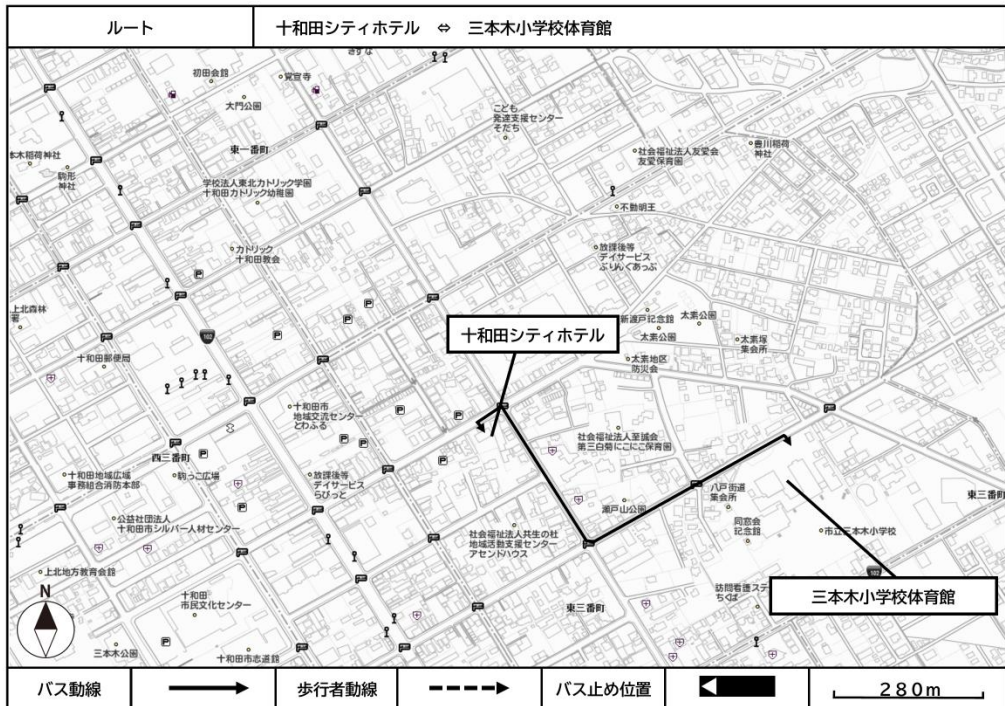 ルート
十和田シティホテル ⇔ 三本木小学校体育館
きずな
初田会館
覚宣寺
大門公園
こども
発達支援センター
そだち
東一番町
社会福祉法人友愛会
友愛保育園
豊川稲荷
神社
本木稲荷神社
駒形
神社
学校法人東北カトリック学園
十和田カトリック幼稚園
不動明王
カトリック
十和田教会
放課後等
デイサービス
ぷりんぐあっぷ
上北森林
署
十和田シティホテル
新渡戸記念館
太素公園
太素公園
太素塚
集会所
102
十和田郵便局
太素地区
防災会
十和田市
地域交流センター
とわふる
社会福祉法人至誠会
第三白菊にこにこ保育園
西三番町
十和田地域広域
事務組合消防本部
駒っこ広場
放課後等
デイサービス
らびっと
八戸街道
集会所
東三番町
瀬戸山公園
公益社団法人
十和田市シルバー人材センター
社会福祉法人共生の杜
地域活動支援センター
アセンドハウス
同窓会
記念館
市立三本木小学校
上北地方教育会館
102
訪問看護ステ
ちくば
三本木小学校体育館
N
十和田
市民文化センター
東三番町
三本木公園
十和田市志道館
バス動線
歩行者動線
バス止め位置
280m